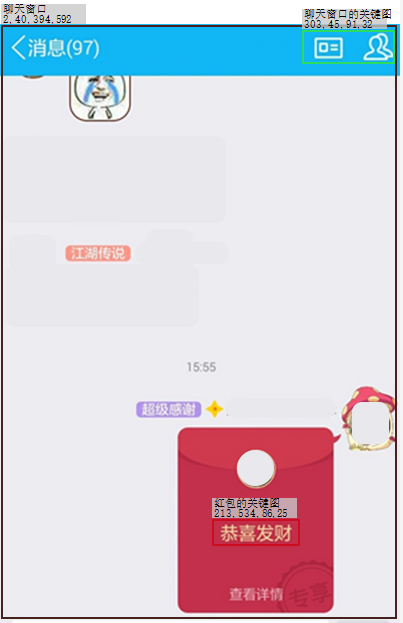 聊天窗口
2,40,394,592
聊天窗口的关键图
303,45,91,32
消息(97)
江湖传说
15:55
超级感谢
红包的关键图
213,534,86,25
恭喜发财
查看详情
专享